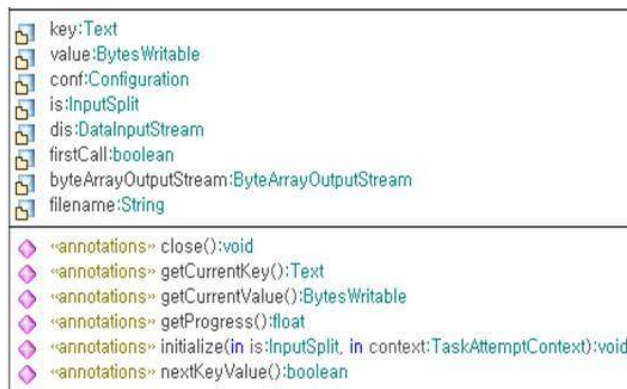 key:Text
value:BytesWritable
conf:Configuration
is:InputSplit
dis:DataInputStream
firstCall:boolean
byteArrayOutputStream:ByteArrayOutputStream
filename:String
«annotations» close():void
«annotations» getCurrentKey():Text
«annotations» getCurrentValue():BytesWritable
«annotations» getProgress():float
«annotations» initialize(in is:InputSplit, in context:TaskAttemptContext):void
«annotations» nextKeyValue():boolean